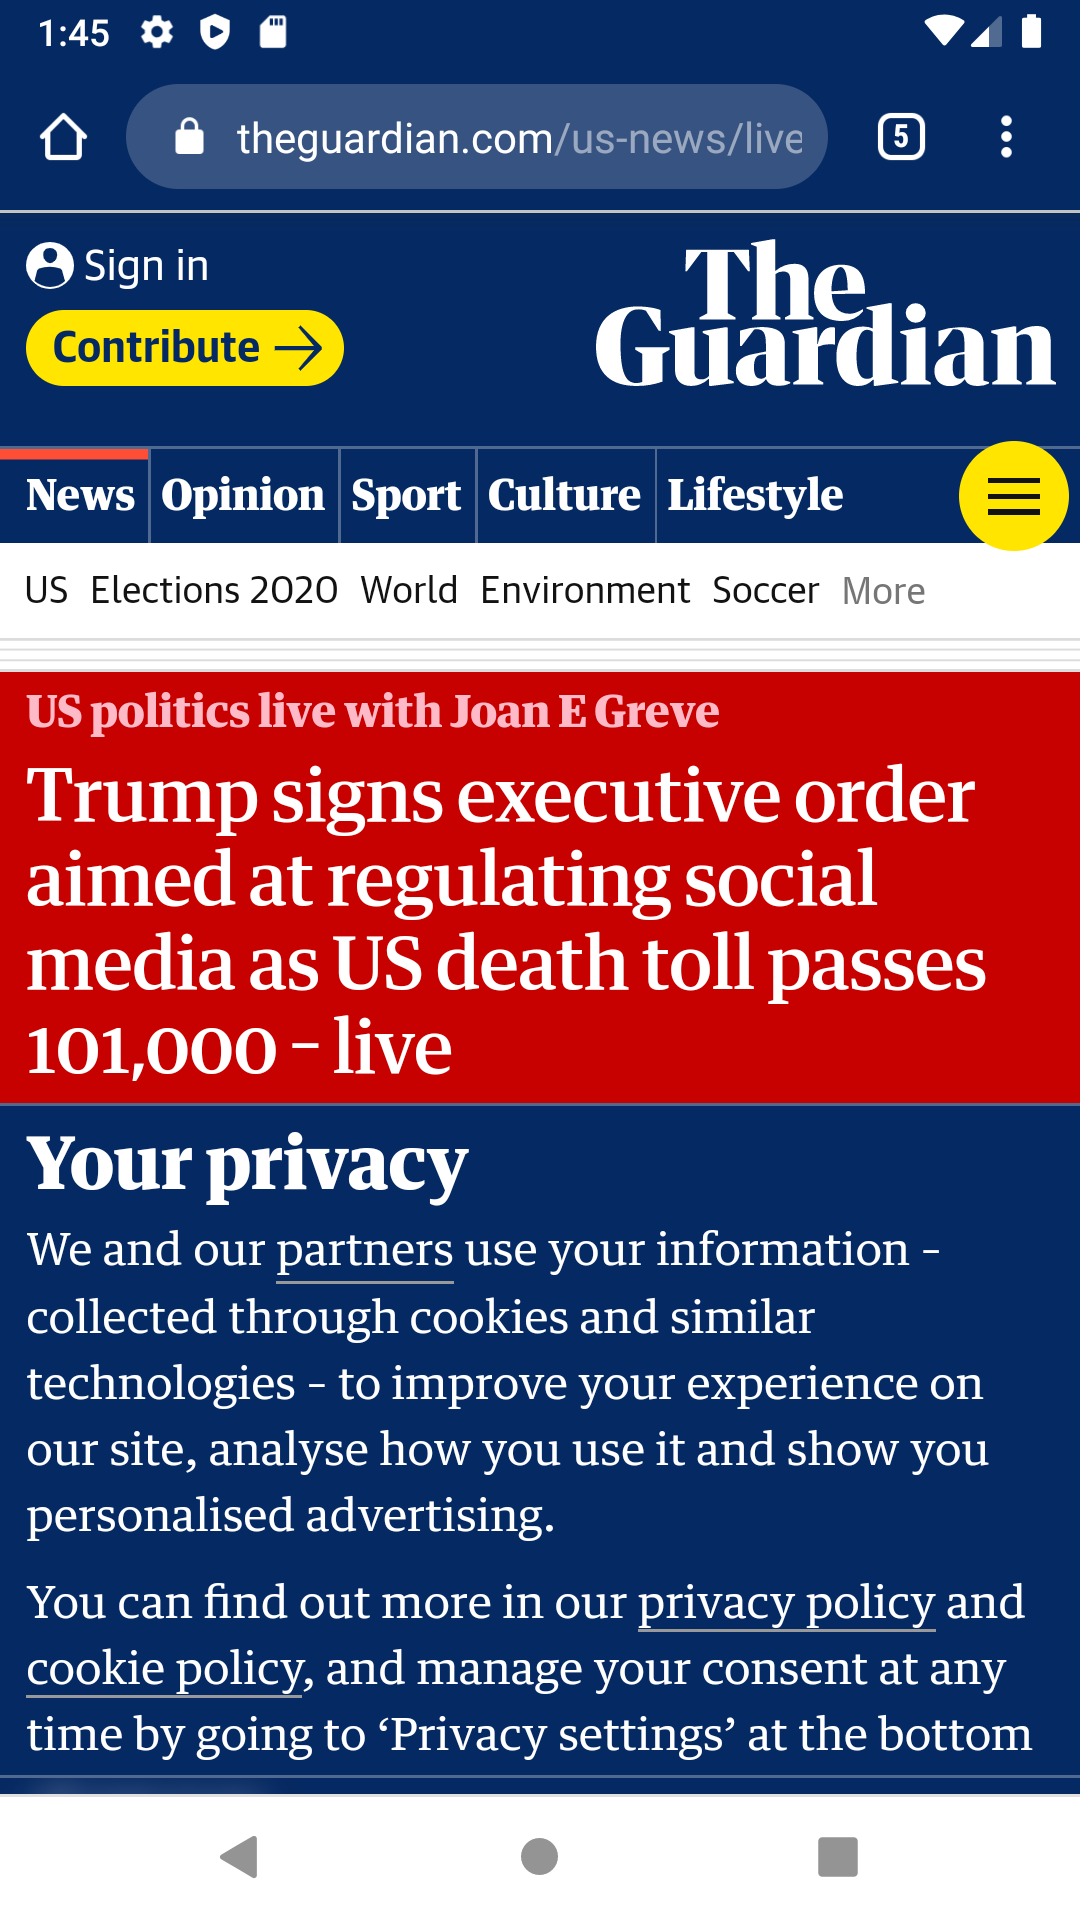 1:45
theguardian.com/us-news/live
5
Sign in
The
Guardian
Contribute
News Opinion Sport Culture Lifestyle
US Elections 2020 World Environment Soccer More
US politics live with Joan E Greve
Trump signs executive order
aimed at regulating social
media as US death toll passes
101,000 – live
Your privacy
We and our partners use your information –
collected through cookies and similar
technologies – to improve your experience on
our site, analyse how you use it and show you
personalised advertising.
You can find out more in our privacy policy and
cookie policy, and manage your consent at any
time by going to ‘Privacy settings’ at the bottom